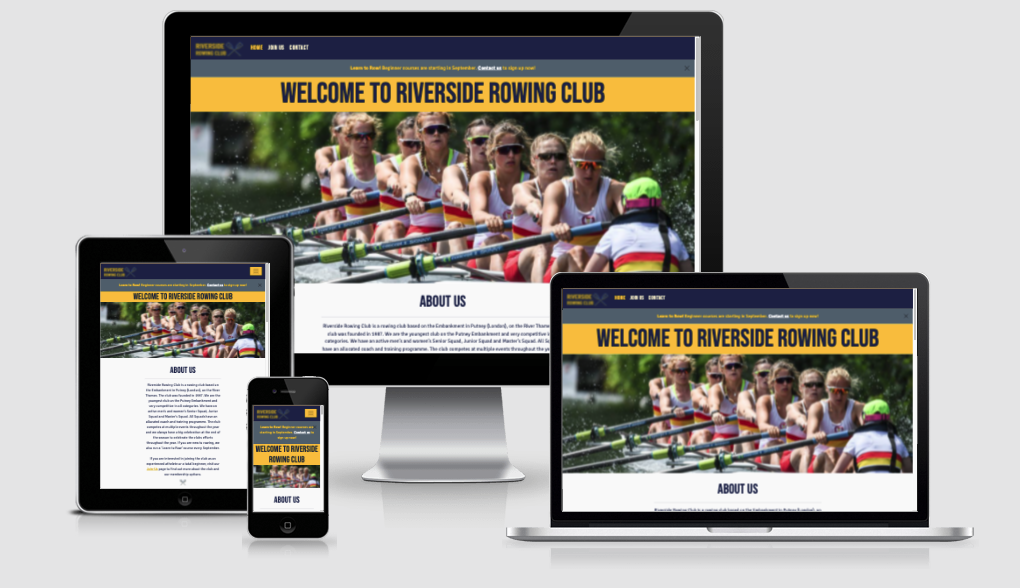 RIVERSIDE
ROWING CLUB
HOME JOIN US CONTACT
Learn to Row! Beginner courses are starting in September. Contact us to sign up now!
WELCOME TO RIVERSIDE ROWING CLUB
ABOUT US
Riverside Rowing Club is a rowing club based on the Embankment in Putney (London), on the River Thames.
club was founded in We are the youngest club on the Putney Embankment and very competitive in
categories. We have an active men's and women's Senior Squad, Junior Squad and Master's Squad. All
have an allocated coach and training programme. The club competes at multiple events throughout the
RIVERSIDE
ROWING CLUB
Learn to Row! Beginner courses are starting in September. Contact us to sign up now!
WELCOME TO RIVERSIDE ROWING CLUB
ABOUT US
Riverside Rowing Club is a rowing club based on
the Embankment in Putney (London), on the River
Thames. The club was founded in We are the
youngest club on the Putney Embankment and
very competitive in all categories. We have an
active men's and women's Senior Squad, Junior
Squad and Master's Squad. All Squads have an
allocated coach and training programme. The club
competes at multiple events throughout the year
and we always have a big celebration at the end of
the season to celebrate the clubs efforts
throughout the year. If you are new to rowing, we
also run a 'Learn to Row' journey every year.
If you are interested in joining the club as an
experienced athlete or a total beginner, visit our
page to find out more about the club and
our membership options.
RIVERSIDE
ROWING CLUB
Learn to Row! Beginner courses are
starting in September. Contact us to
sign up now!
WELCOME TO RIVERSIDE
ROWING CLUB
ABOUT US
RIVERSIDE
ROWING CLUB
HOME JOIN US CONTACT
Learn to Row! Beginner courses are starting in September. Contact us to sign up now!
WELCOME TO RIVERSIDE ROWING CLUB
ABOUT US
Riverside Rowing Club is a rowing club based on the Embankment in Putney (London), on